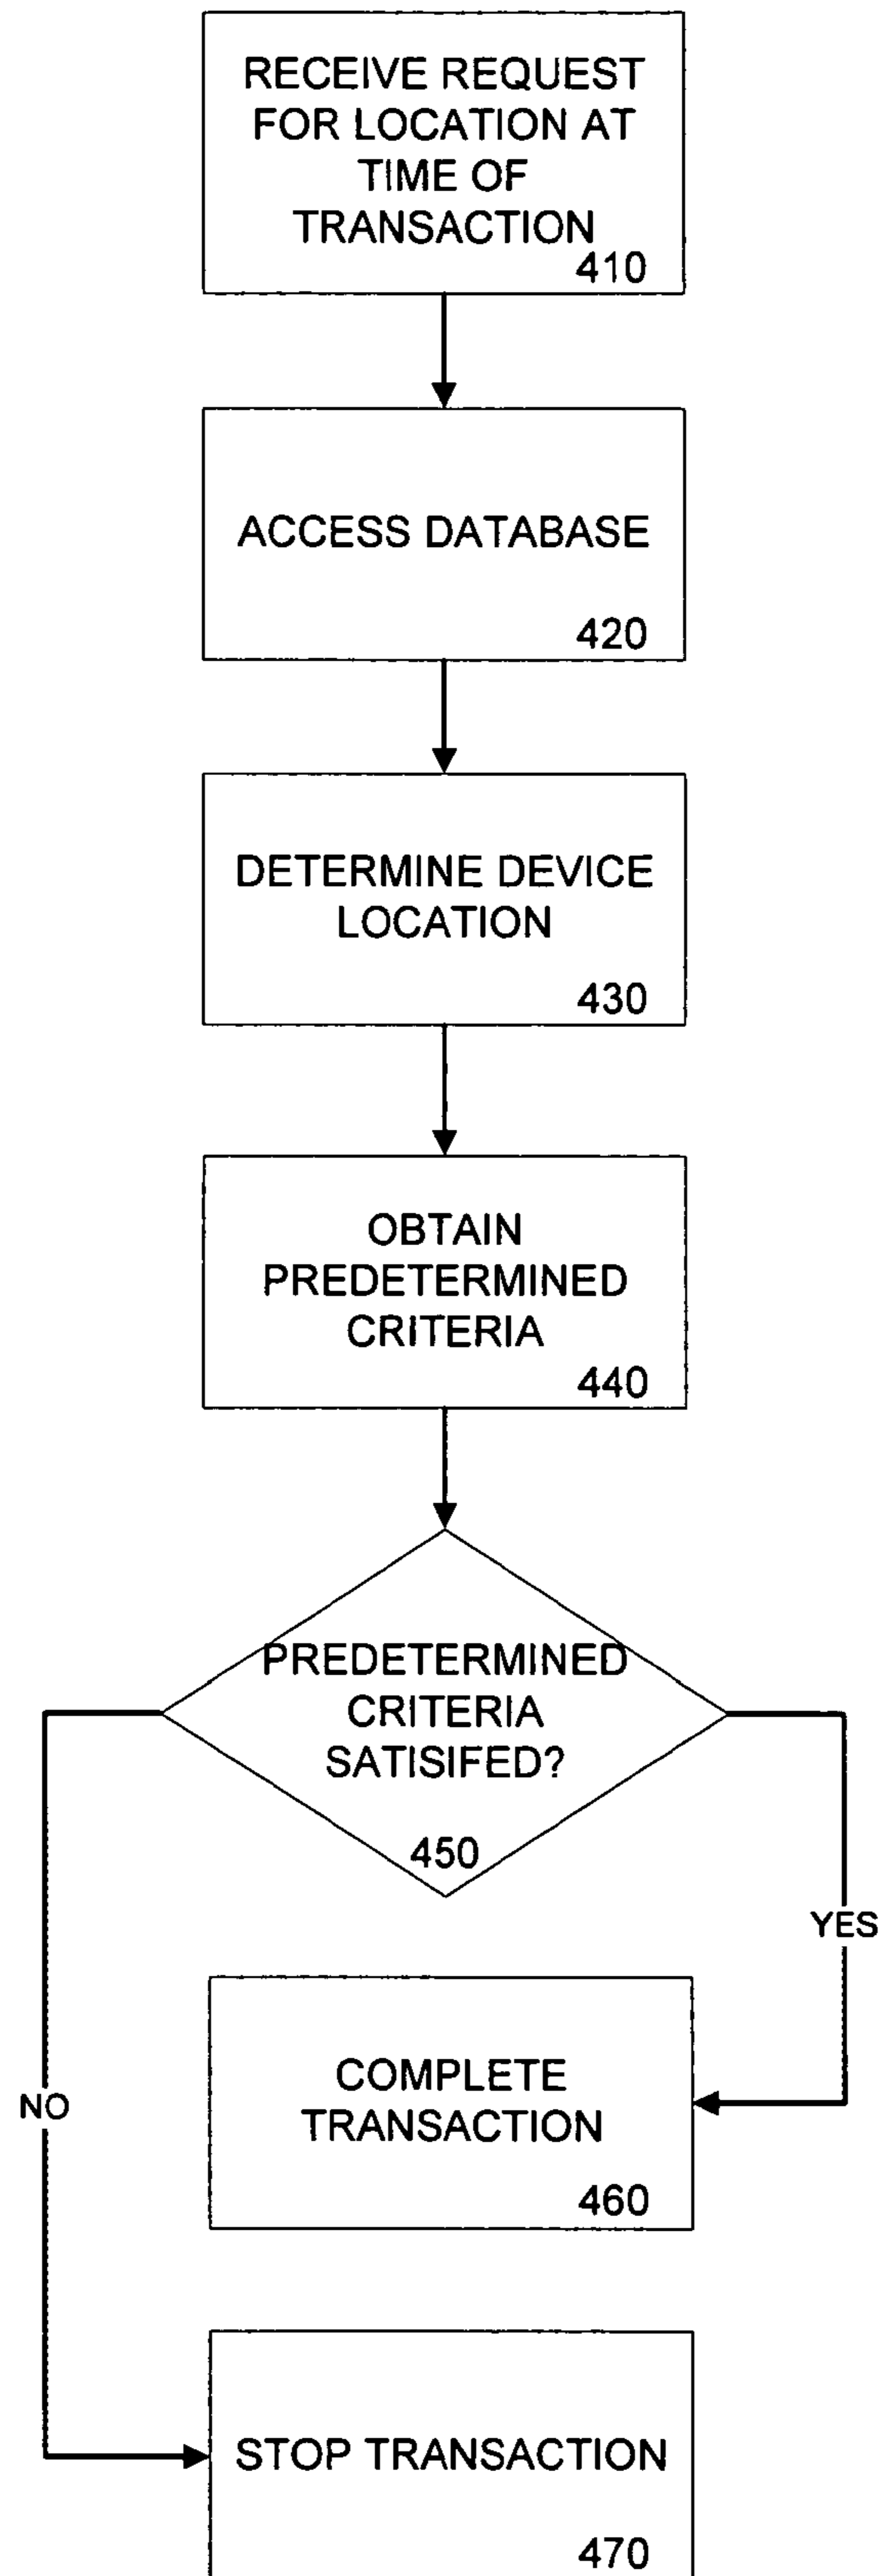 RECEIVE REQUEST
FOR LOCATION AT
TIME OF
TRANSACTION
410
ACCESS DATABASE
420
DETERMINE DEVICE
LOCATION
430
OBTAIN
PREDETERMINED
CRITERIA
440
PREDETERMINED
CRITERIA
SATISIFED?
450
YES
COMPLETE
TRANSACTION
NO
460
STOP TRANSACTION
470